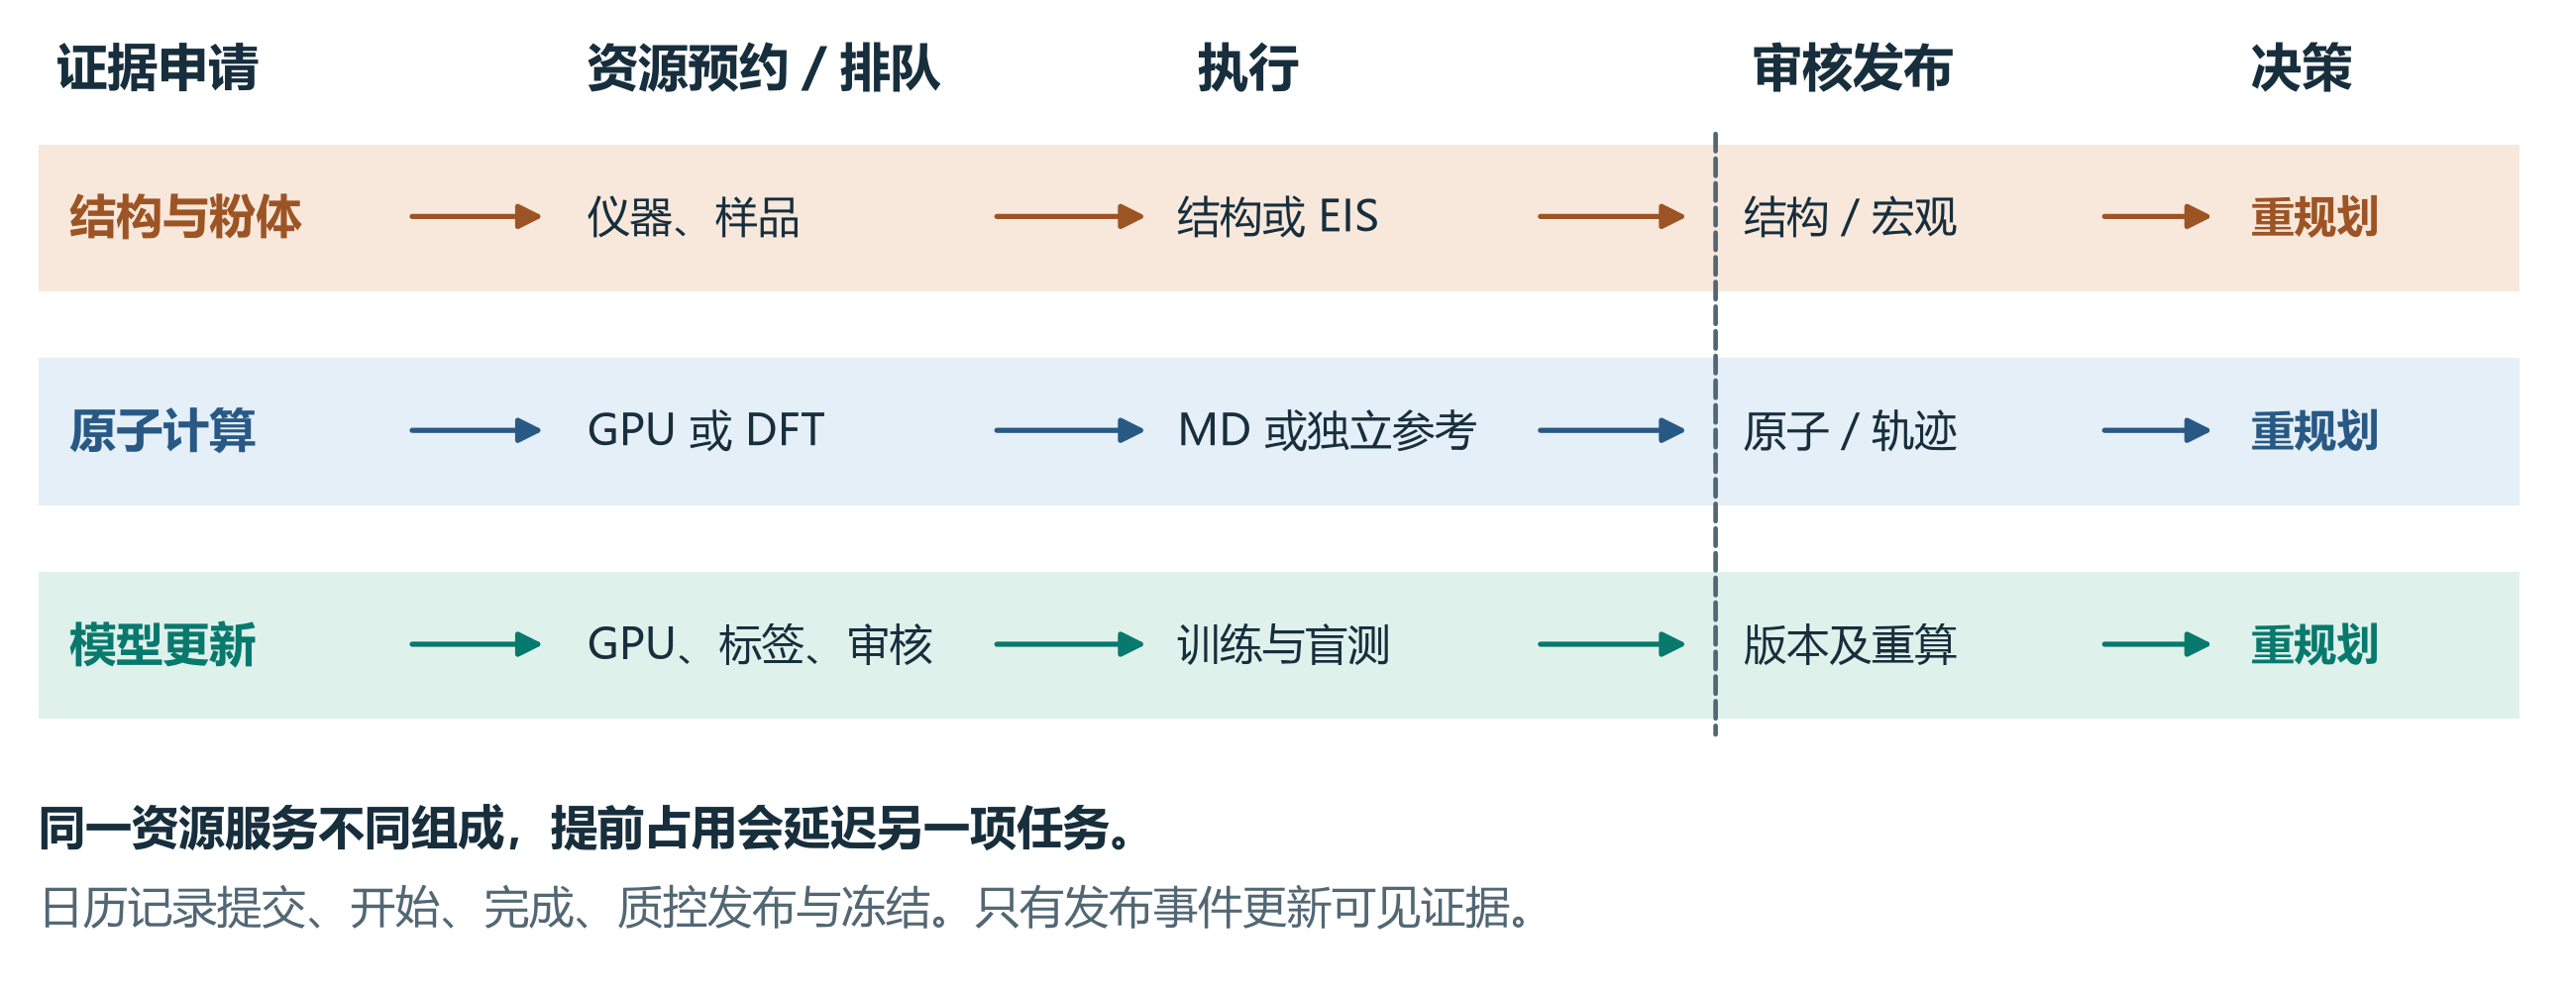 证据申请 资源预约 / 排队 执行 审核发布 决策
结构与粉体 仪器、样品 结构或 EIS 结构 / 宏观 重规划
原子计算 GPU 或 DFT MD 或独立参考 原子 / 轨迹 重规划
模型更新 GPU、标签、审核 训练与盲测 版本及重算 重规划
同一资源服务不同组成，提前占用会延迟另一项任务。
日历记录提交、开始、完成、质控发布与冻结。只有发布事件更新可见证据。